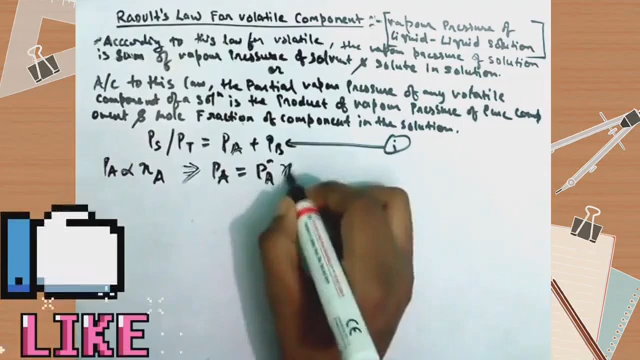 Raoult's Law For Volatile Component :- [vapour Pressure of
liquid-liquid solution]
According to this law for volatile, the vapour pressure of solution
is sum of vapour Pressure of solvent & solute in solution.
or
A/c to this law, the Partial vapour Pressure of any volatile
component of a solⁿ is the Product of vapour Pressure of Pure Comp
onent & mole Fraction of component in the solution.
Ps/PT = PA + PB ← (i)
PA ∝ xA ⇒ PA = P°A x
CE
LIKE